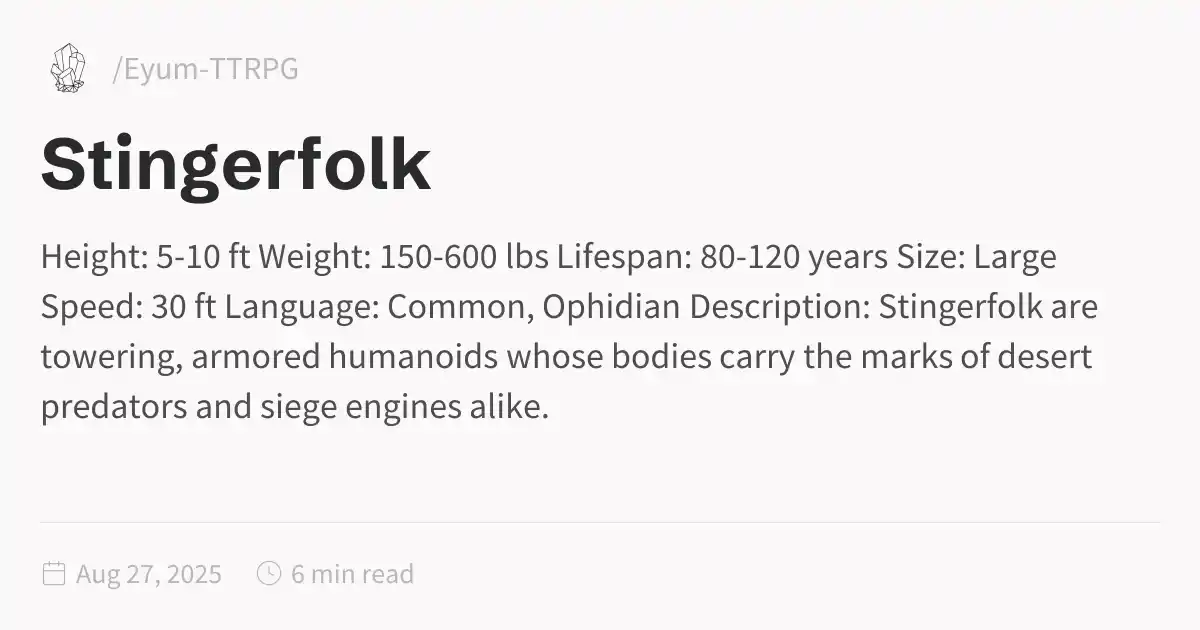 /Eyum-TTRPG
Stingerfolk
Height: 5-10 ft Weight: 150-600 lbs Lifespan: 80-120 years Size: Large
Speed: 30 ft Language: Common, Ophidian Description: Stingerfolk are
towering, armored humanoids whose bodies carry the marks of desert
predators and siege engines alike.
Aug 27, 2025 6 min read